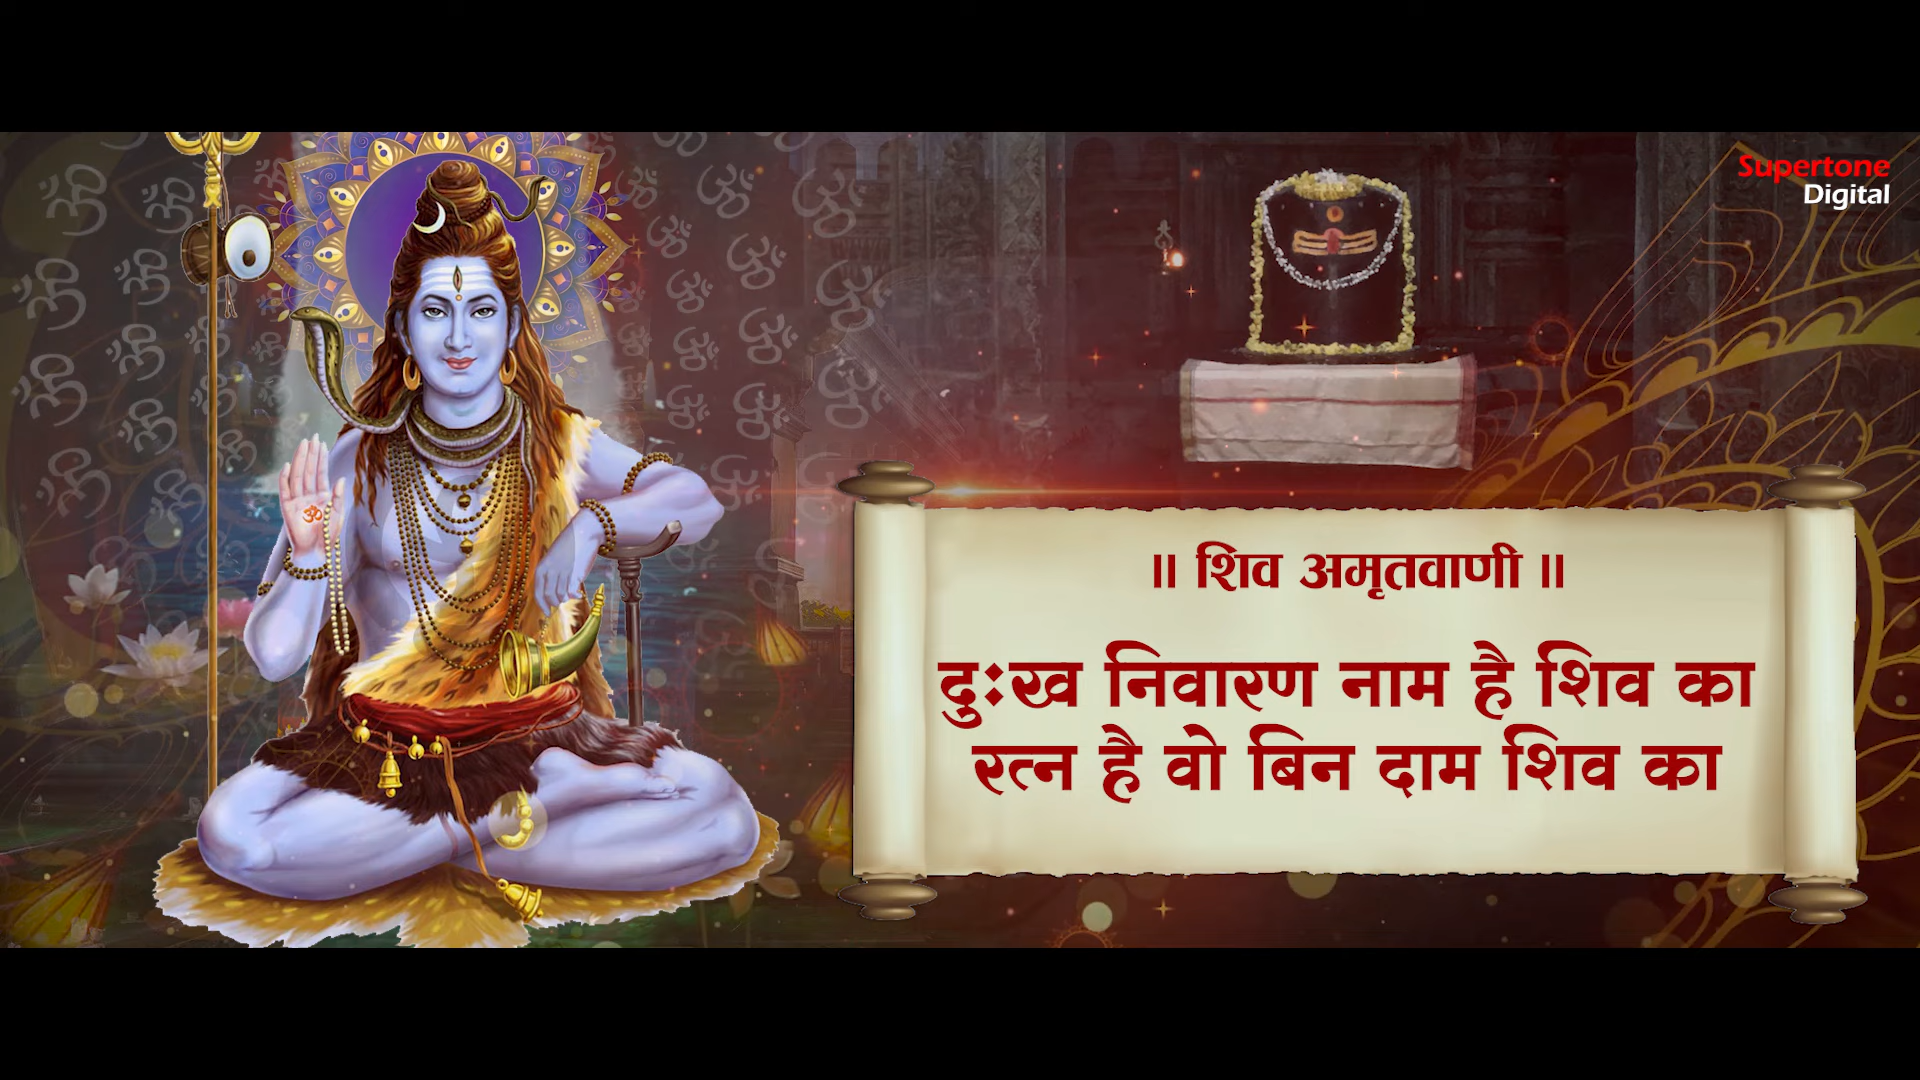 Supertone
Digital
॥ शिव अमृतवाणी ॥
दुःख निवारण नाम है शिव का
रत्न है वो बिन दाम शिव का